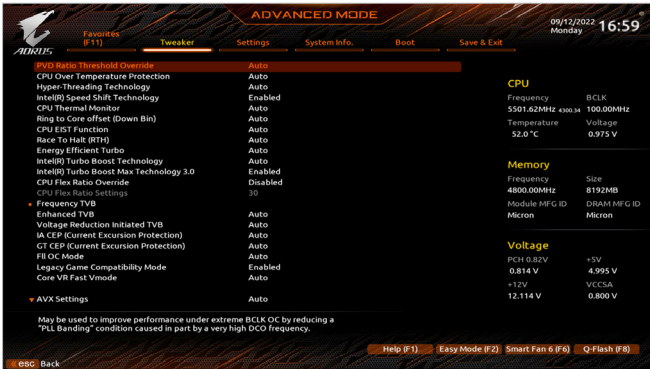 ADVANCED MODE
09/12/2022 Monday 16:59
AORUS
Favorites (F11) Tweaker Settings System Info. Boot Save & Exit
PVD Ratio Threshold Override Auto
CPU Over Temperature Protection Auto
Hyper-Threading Technology Auto
Intel(R) Speed Shift Technology Enabled
CPU Thermal Monitor Auto
Ring to Core offset (Down Bin) Auto
CPU EIST Function Auto
Race To Halt (RTH) Auto
Energy Efficient Turbo Auto
Intel(R) Turbo Boost Technology Auto
Intel(R) Turbo Boost Max Technology 3.0 Enabled
CPU Flex Ratio Override Disabled
CPU Flex Ratio Settings 30
Frequency TVB
Enhanced TVB Auto
Voltage Reduction Initiated TVB Auto
IA CEP (Current Excursion Protection) Auto
GT CEP (Current Excursion Protection) Auto
Fll OC Mode Auto
Legacy Game Compatibility Mode Enabled
Core VR Fast Vmode Auto
AVX Settings Auto
CPU
Frequency BCLK
5501.62MHz 4300.34 100.00MHz
Temperature Voltage
52.0 °C 0.975 V
Memory
Frequency Size
4800.00MHz 8192MB
Module MFG ID DRAM MFG ID
Micron Micron
Voltage
PCH 0.82V +5V
0.814 V 4.995 V
+12V VCCSA
12.114 V 0.800 V
May be used to improve performance under extreme BCLK OC by reducing a
"PLL Banding" condition caused in part by a very high DCO frequency.
Help (F1) Easy Mode (F2) Smart Fan 6 (F6) Q-Flash (F8)
esc Back